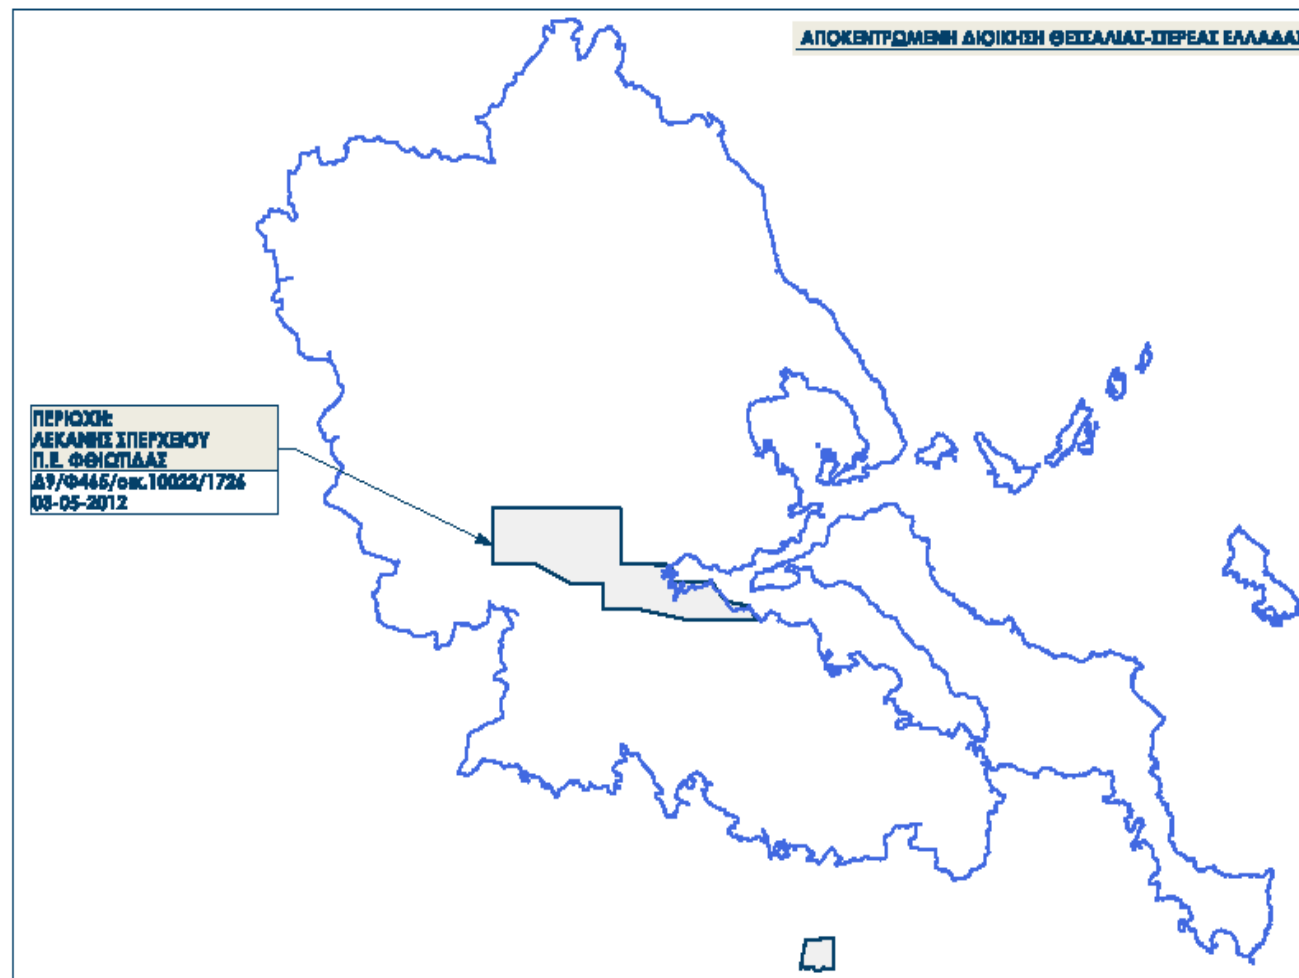 ΑΠΟΚΕΝΤΡΩΜΕΝΗ ΔΙΟΙΚΗΣΗ ΘΕΣΣΑΛΙΑΣ-ΣΤΕΡΕΑΣ ΕΛΛΑΔΑΣ
ΠΕΡΙΟΧΗ:
ΛΕΚΑΝΗΣ ΣΠΕΡΧΕΙΟΥ
Π.Ε. ΦΘΙΩΤΙΔΑΣ
Δ9/Φ465/οικ.10022/1726
08-05-2012